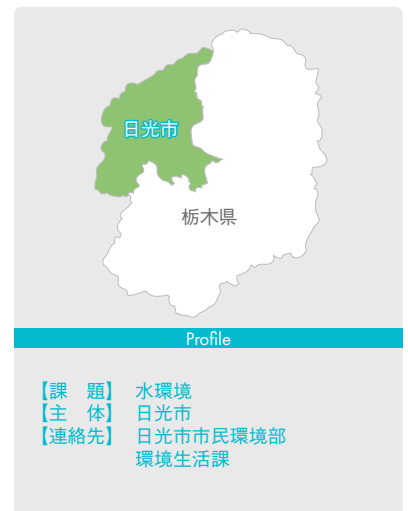 日光市
栃木県
Profile
【課　題】 水環境
【主　体】 日光市
【連絡先】 日光市市民環境部
環境生活課